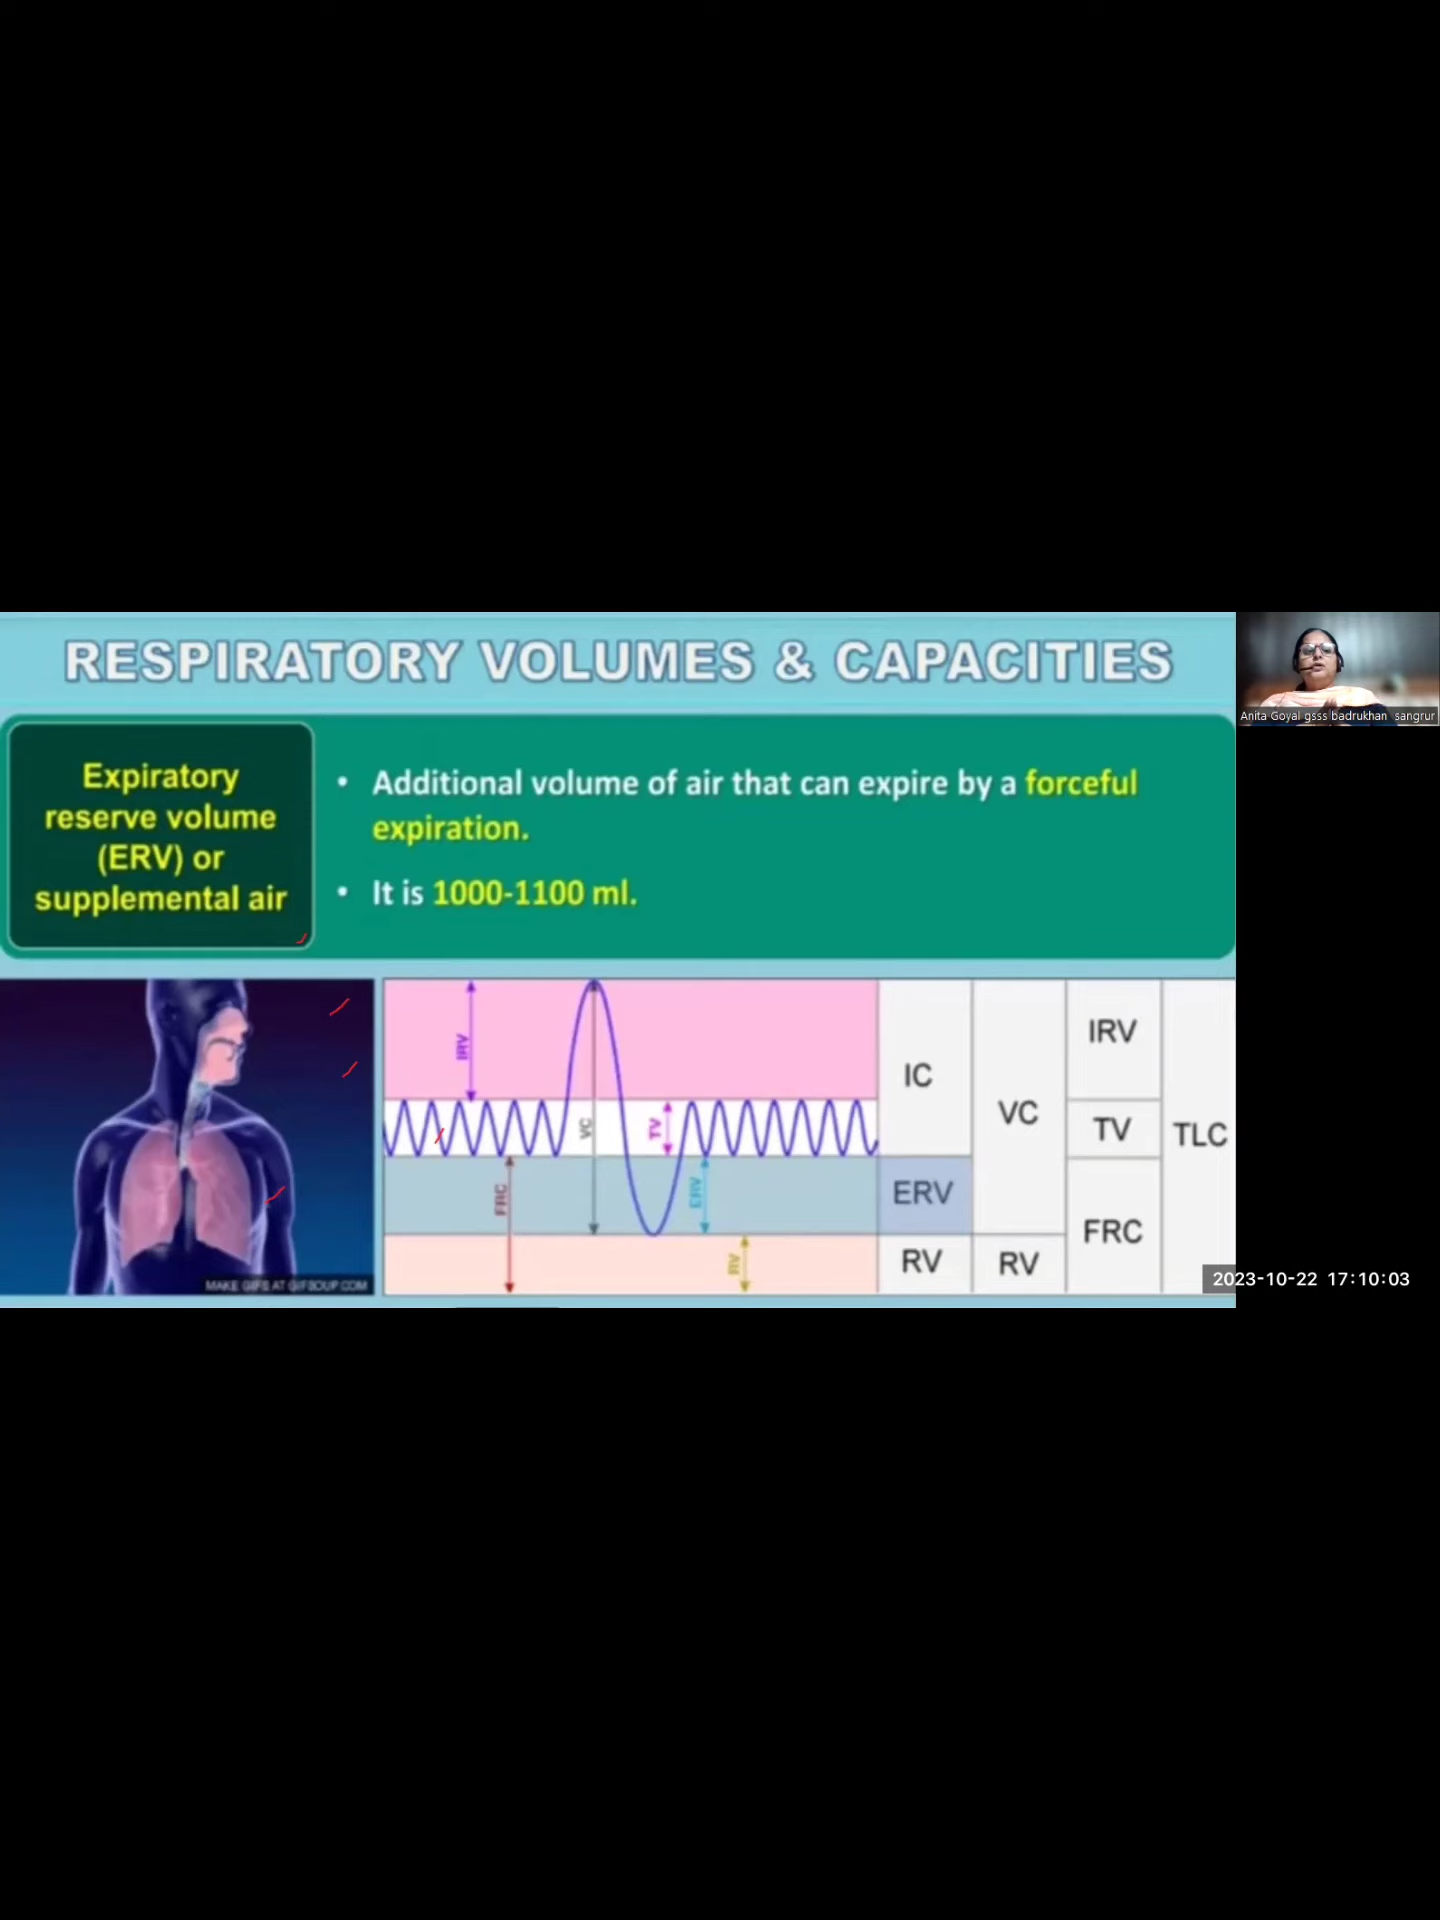 RESPIRATORY VOLUMES & CAPACITIES
Anita Goyal gsss badrukhan sangrur
Expiratory
reserve volume
(ERV) or
supplemental air
• Additional volume of air that can expire by a forceful
expiration.
• It is 1000-1100 ml.
MAKE GIFS AT GIFSOUP.COM
IRV
VC
TV
FRC
ERV
RV
IC
ERV
RV
VC
RV
IRV
TV
FRC
TLC
2023-10-22 17:10:03